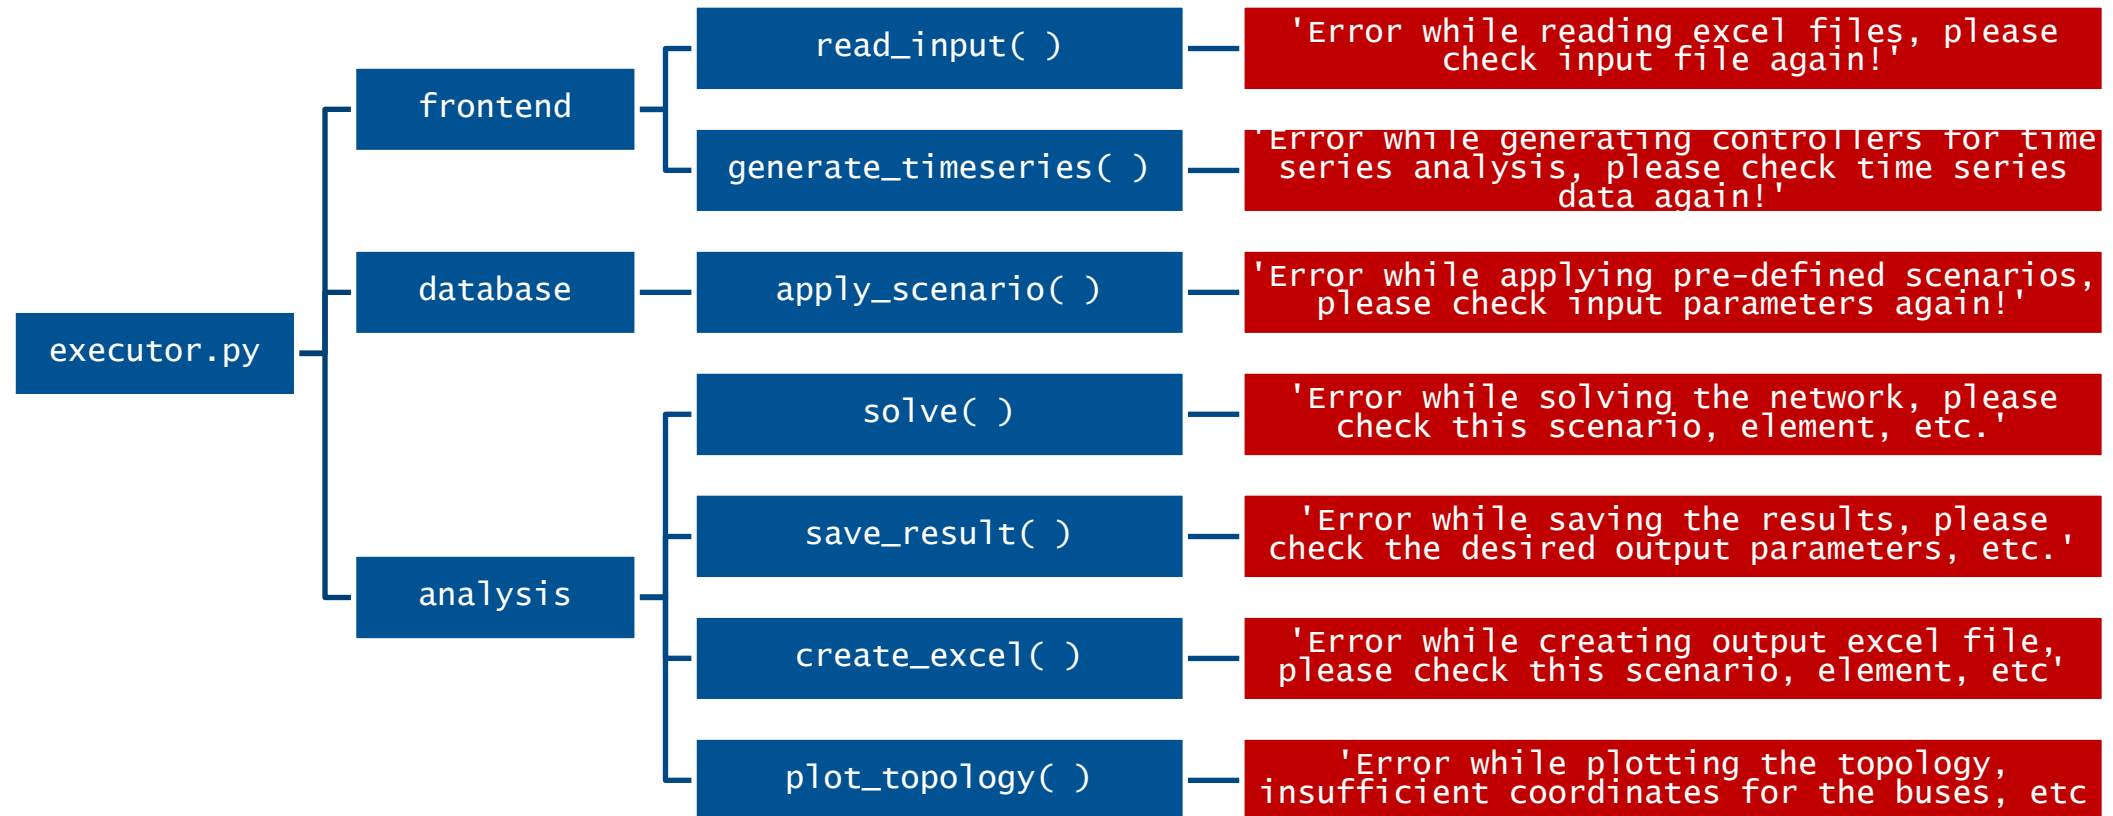 read_input( )
'Error while reading excel files, please
check input file again!'
frontend
generate_timeseries( )
'Error while generating controllers for time
series analysis, please check time series
data again!'
database
apply_scenario( )
'Error while applying pre-defined scenarios,
please check input parameters again!'
executor.py
solve( )
'Error while solving the network, please
check this scenario, element, etc.'
save_result( )
'Error while saving the results, please
check the desired output parameters, etc.'
analysis
create_excel( )
'Error while creating output excel file,
please check this scenario, element, etc'
plot_topology( )
'Error while plotting the topology,
insufficient coordinates for the buses, etc